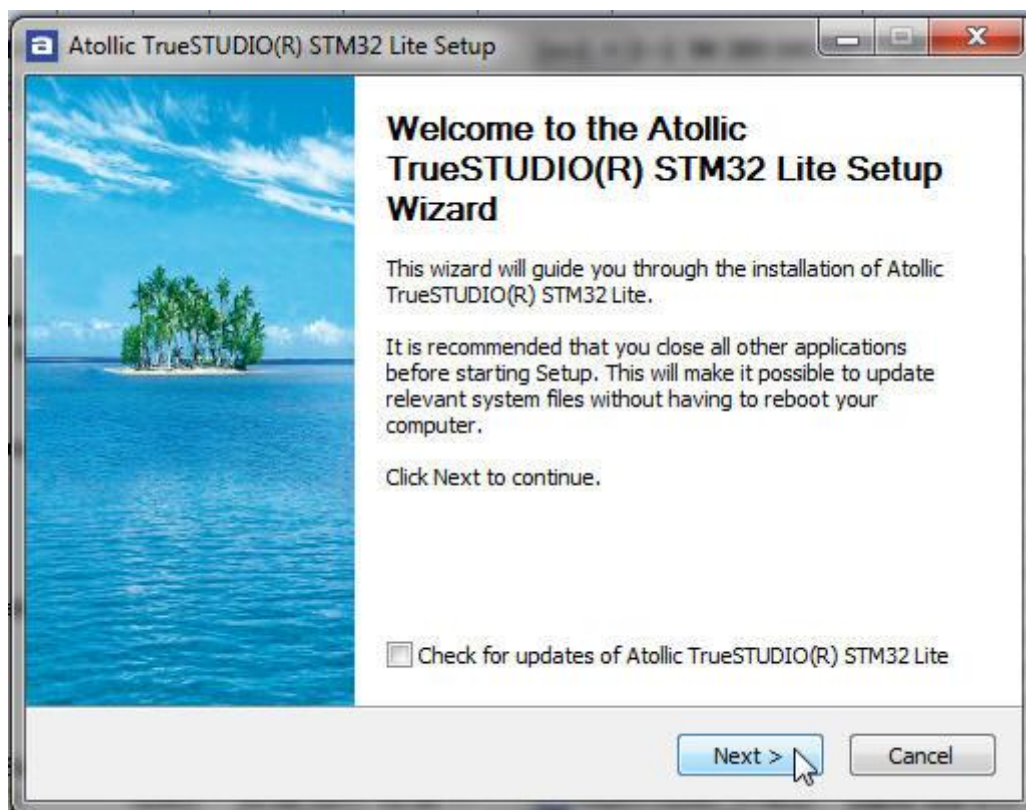 Atollic TrueSTUDIO(R) STM32 Lite Setup
Welcome to the Atollic
TrueSTUDIO(R) STM32 Lite Setup
Wizard
This wizard will guide you through the installation of Atollic
TrueSTUDIO(R) STM32 Lite.
It is recommended that you close all other applications
before starting Setup. This will make it possible to update
relevant system files without having to reboot your
computer.
Click Next to continue.
Check for updates of Atollic TrueSTUDIO(R) STM32 Lite
Next >
Cancel